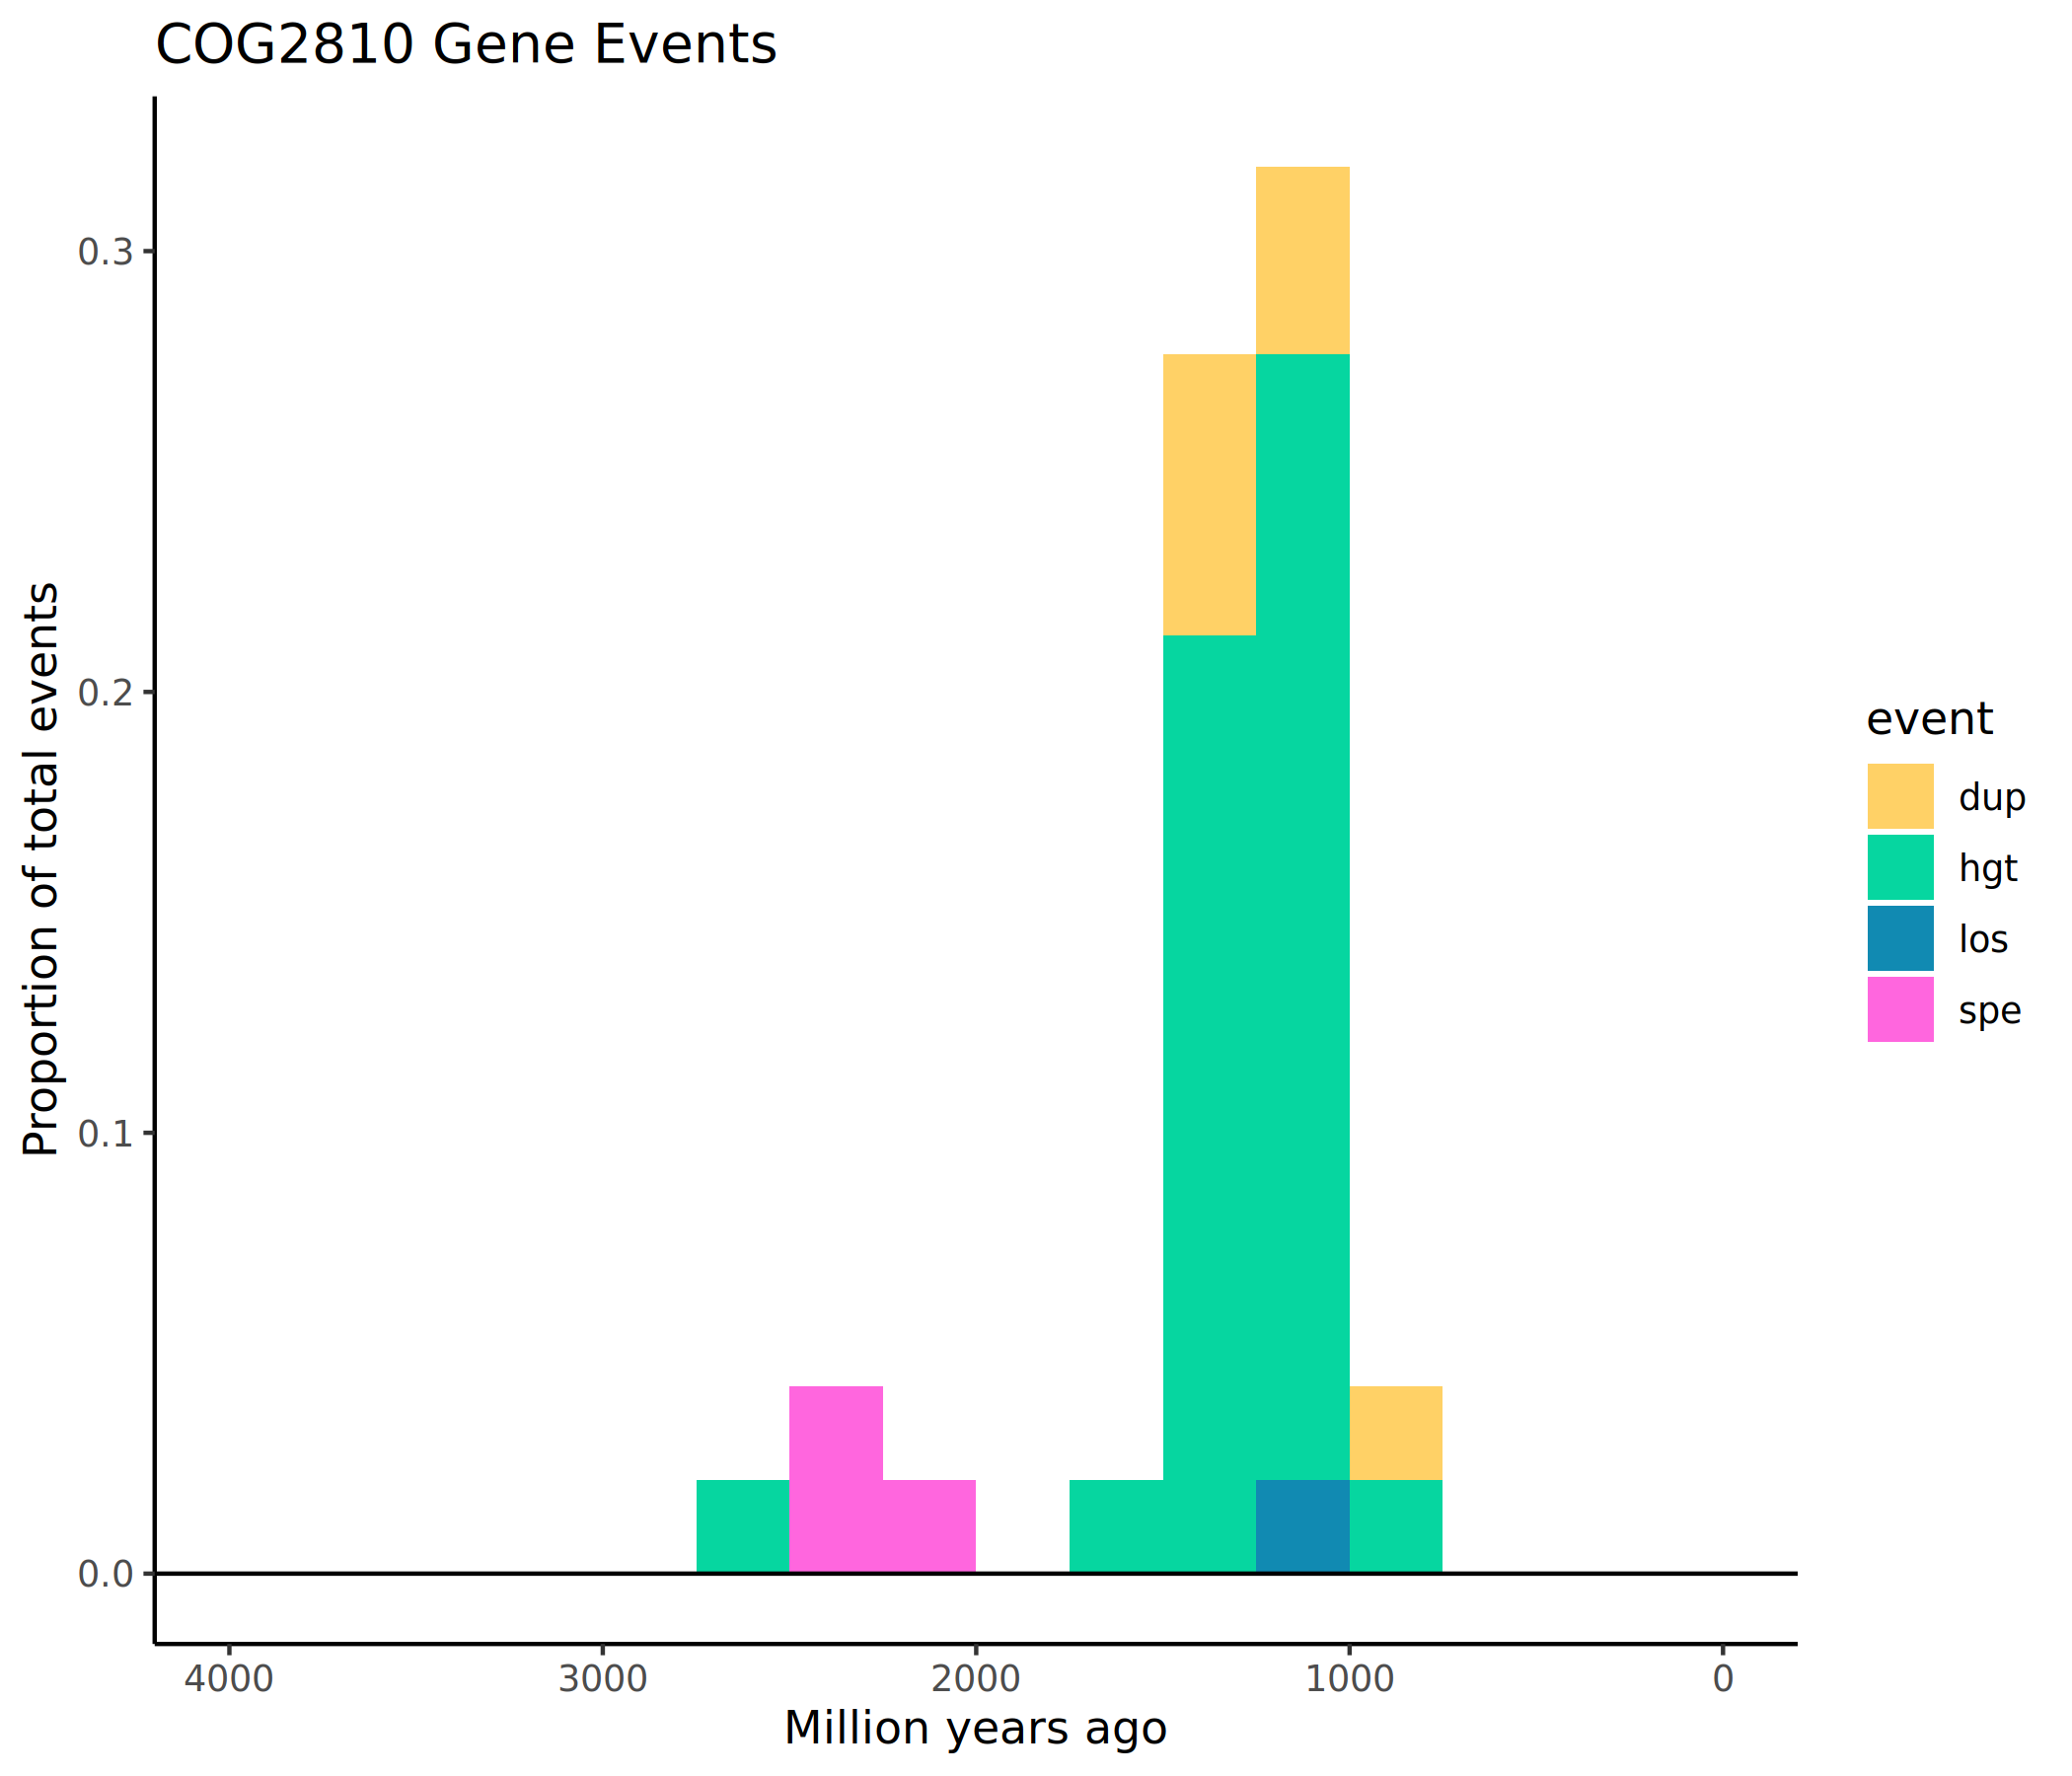 COG2810 Gene Events
Proportion of total events
0.3
0.2
0.1
0.0
4000 3000 2000 1000 0
Million years ago
event
dup
hgt
los
spe